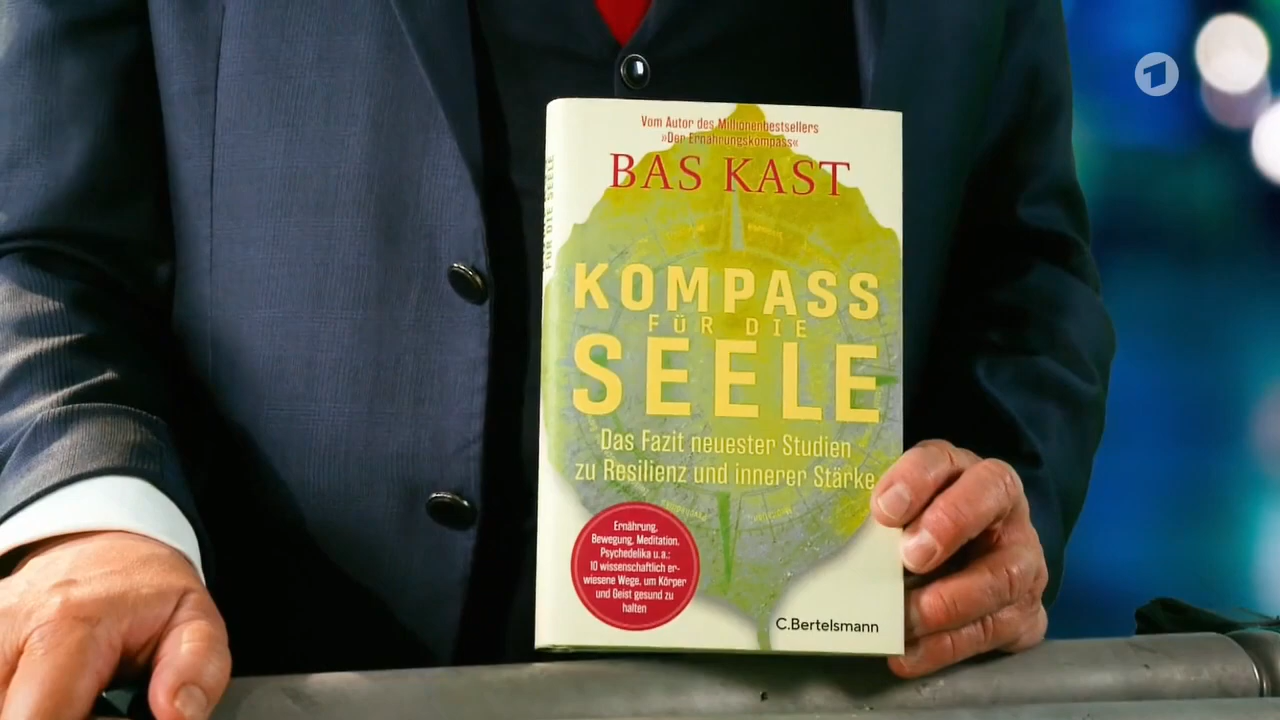 Vom Autor des Millionenbestsellers
»Der Ernährungskompass«
BAS KAST
KOMPASS
FÜR DIE
SEELE
Das Fazit neuester Studien
zu Resilienz und innerer Stärke
Ernährung,
Bewegung, Meditation,
Psychedelika u. a.:
10 wissenschaftlich er-
wiesene Wege, um Körper
und Geist gesund zu
halten
C.Bertelsmann
FÜR DIE SEELE
1